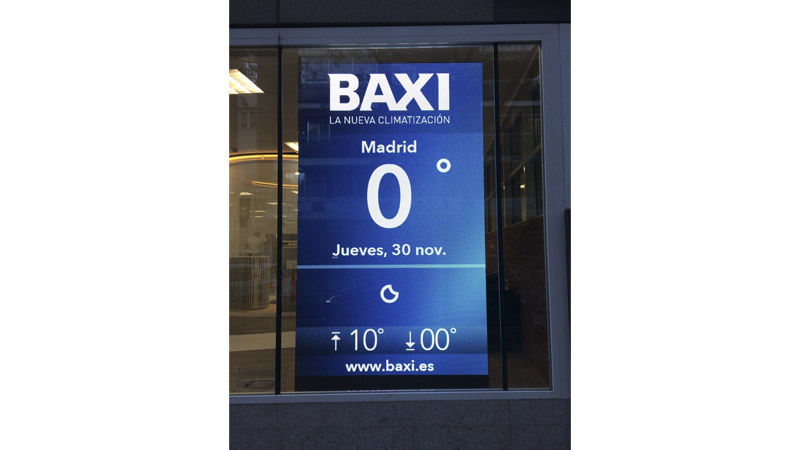 BAXI
LA NUEVA CLIMATIZACIÓN
Madrid
0°
Jueves, 30 nov.
10° 00°
www.baxi.es